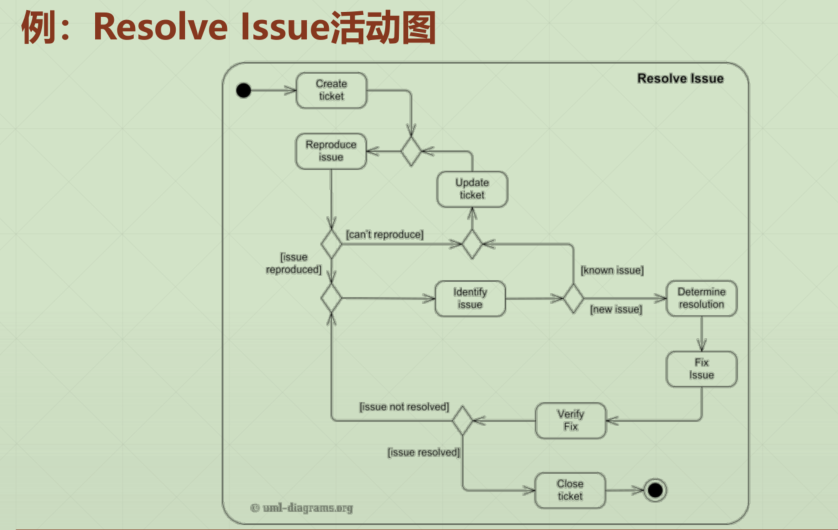 例：Resolve Issue活动图
Resolve Issue
Create
ticket
Reproduce
issue
Update
ticket
[can't reproduce]
[issue
reproduced]
[known issue]
Identify
issue
[new issue]
Determine
resolution
Fix
Issue
[issue not resolved]
Verify
Fix
[issue resolved]
Close
ticket
© uml-diagrams.org